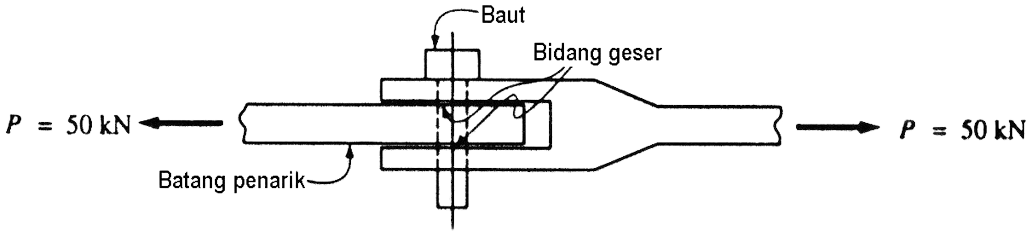 Baut
Bidang geser
P = 50 kN
P = 50 kN
Batang penarik